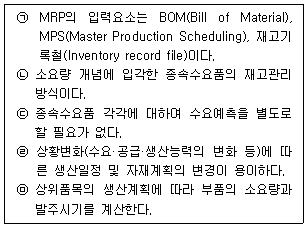 ㉠ MRP의 입력요소는 BOM(Bill of Material),
MPS(Master Production Scheduling), 재고기
록철(Inventory record file)이다.
㉡ 소요량 개념에 입각한 종속수요품의 재고관리
방식이다.
㉢ 종속수요품 각각에 대하여 수요예측을 별도로
할 필요가 없다.
㉣ 상황변화(수요·공급·생산능력의 변화 등)에 따
른 생산일정 및 자재계획의 변경이 용이하다.
㉤ 상위품목의 생산계획에 따라 부품의 소요량과
발주시기를 계산한다.